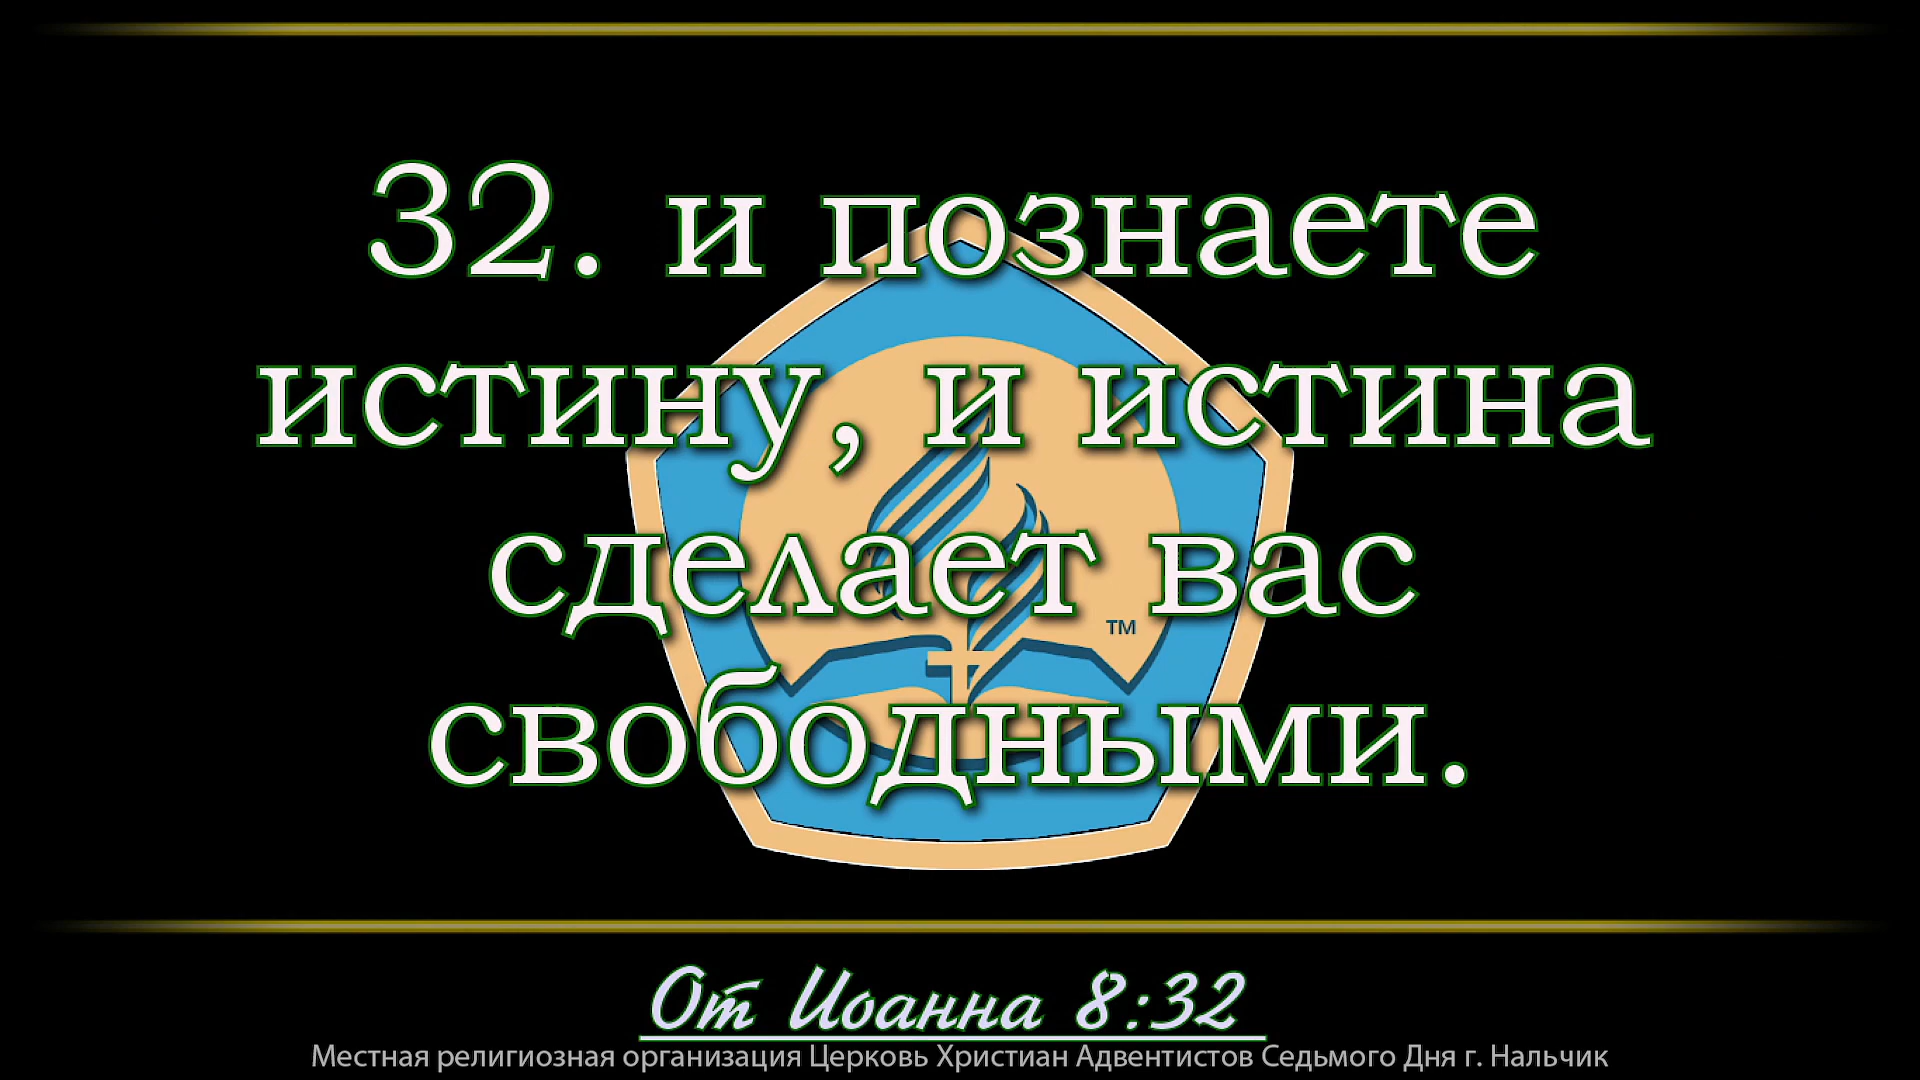 32. и познаете
истину, и истина
сделает вас
свободными.
TM
От Иоанна 8:32
Местная религиозная организация Церковь Христиан Адвентистов Седьмого Дня г. Нальчик